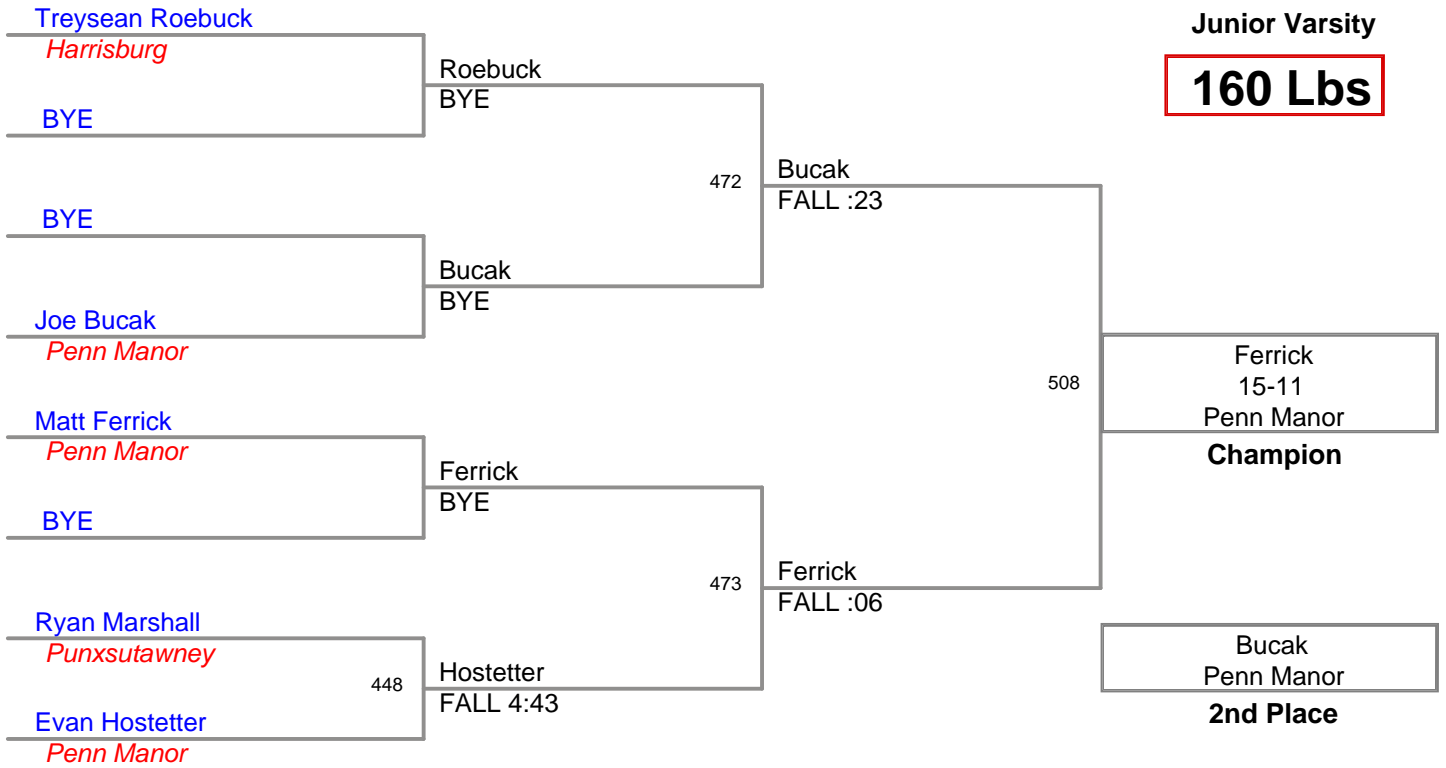 Treysean Roebuck
Harrisburg
BYE
BYE
Joe Bucak
Penn Manor
Matt Ferrick
Penn Manor
BYE
Ryan Marshall
Punxsutawney
448
Evan Hostetter
Penn Manor
Roebuck
BYE
Bucak
BYE
Ferrick
BYE
Hostetter
FALL 4:43
472
Bucak
FALL :23
473
Ferrick
FALL :06
508
Junior Varsity
160 Lbs
Ferrick
15-11
Penn Manor
Champion
Bucak
Penn Manor
2nd Place